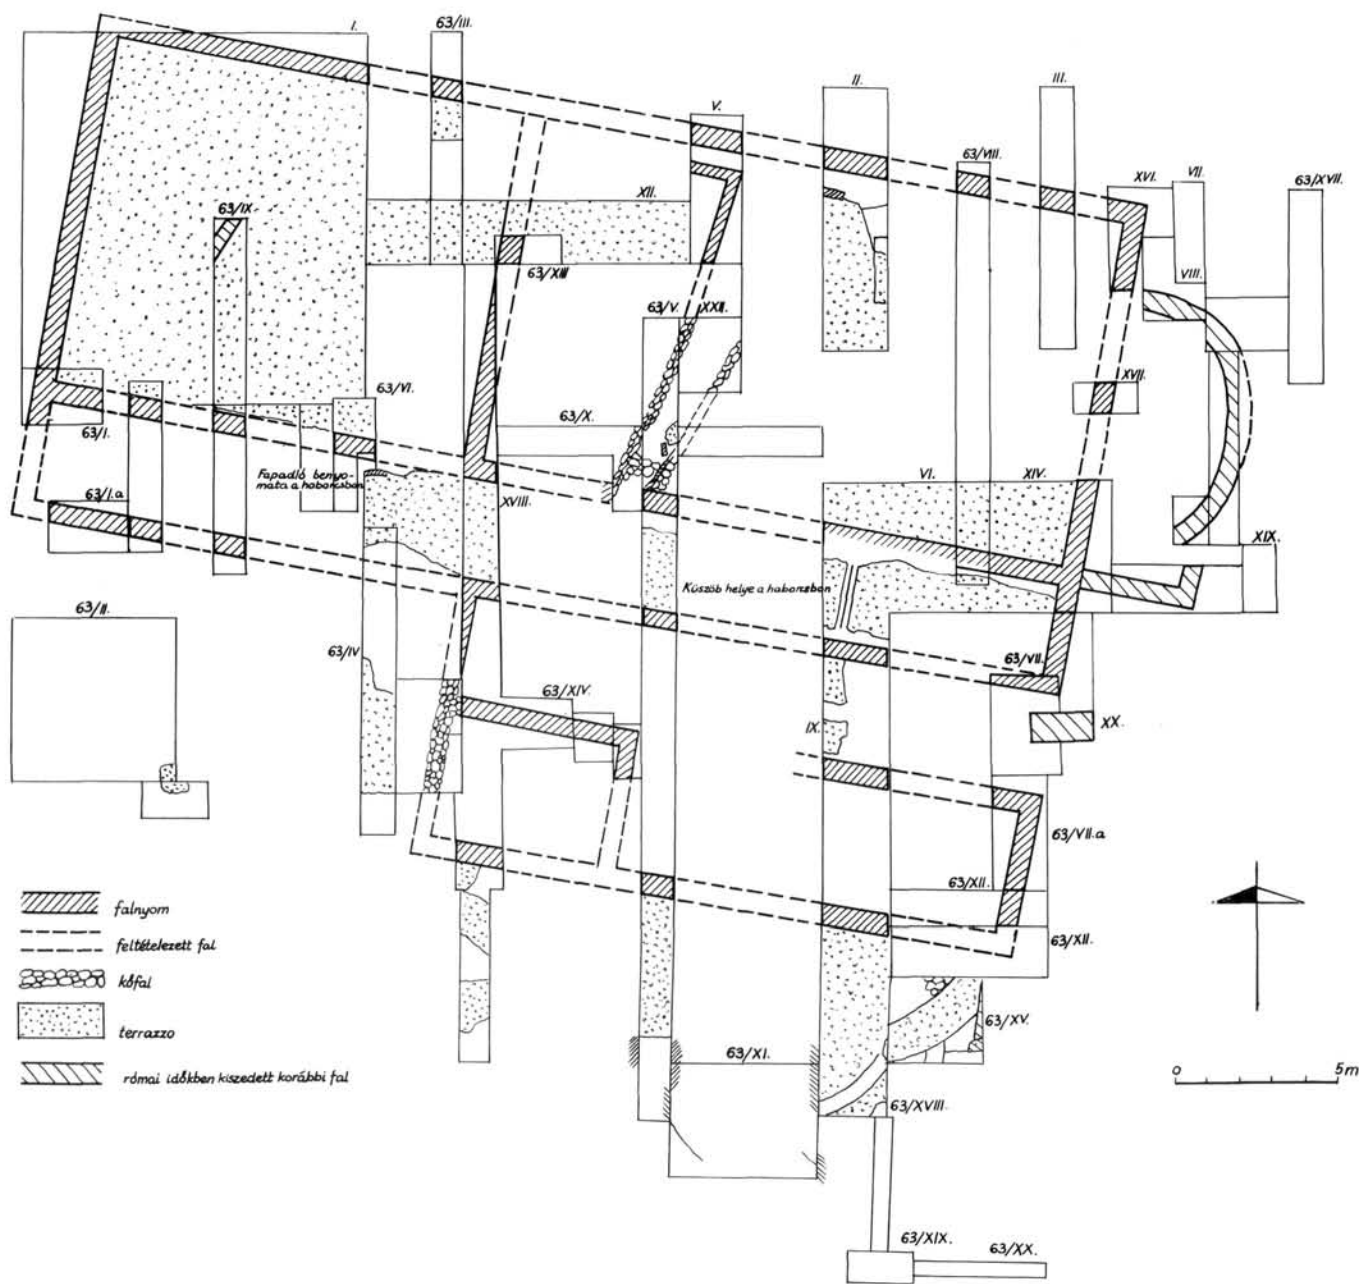 I.
63/III.
II.
III.
V.
63/VIII.
XVI.
VII.
63/XVII.
XII.
63/IX
63/XIII
VIII.
63/V.
XXII.
63/VI.
XVII.
63/X.
63/I.
Fapadló benyo-
mata a habarcsban
VI.
XIV.
63/I.a
XVIII.
XIX.
Küszöb helye a habarcsban
63/II.
63/IV
63/VII.
63/XIV.
IX.
XX.
63/VII.a
63/XII.
63/XII.
falnyom
feltételezett fal
kőfal
terrazzo
római időkben kiszedett korábbi fal
63/XV.
63/XI.
0
5m
63/XVIII.
63/XIX.
63/XX.